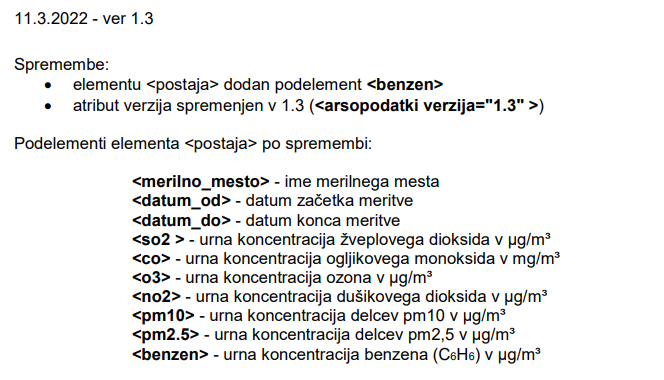 11.3.2022 - ver 1.3
Spremembe:
• elementu <postaja> dodan podelement <benzen>
• atribut verzija spremenjen v 1.3 (<arsopodatki verzija="1.3" >)
Podelementi elementa <postaja> po spremembi:
<merilno_mesto> - ime merilnega mesta
<datum_od> - datum začetka meritve
<datum_do> - datum konca meritve
<so2 > - urna koncentracija žveplovega dioksida v µg/m³
<co> - urna koncentracija ogljikovega monoksida v mg/m³
<o3> - urna koncentracija ozona v µg/m³
<no2> - urna koncentracija dušikovega dioksida v µg/m³
<pm10> - urna koncentracija delcev pm10 v µg/m³
<pm2.5> - urna koncentracija delcev pm2,5 v µg/m³
<benzen> - urna koncentracija benzena (C₆H₆) v µg/m³